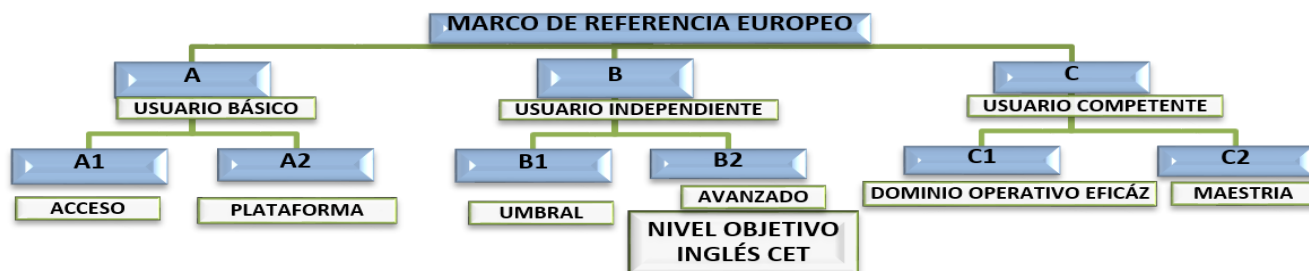 MARCO DE REFERENCIA EUROPEO
A
USUARIO BÁSICO
B
USUARIO INDEPENDIENTE
C
USUARIO COMPETENTE
A1
ACCESO
A2
PLATAFORMA
B1
UMBRAL
B2
AVANZADO
NIVEL OBJETIVO
INGLÉS CET
C1
DOMINIO OPERATIVO EFICÁZ
C2
MAESTRIA